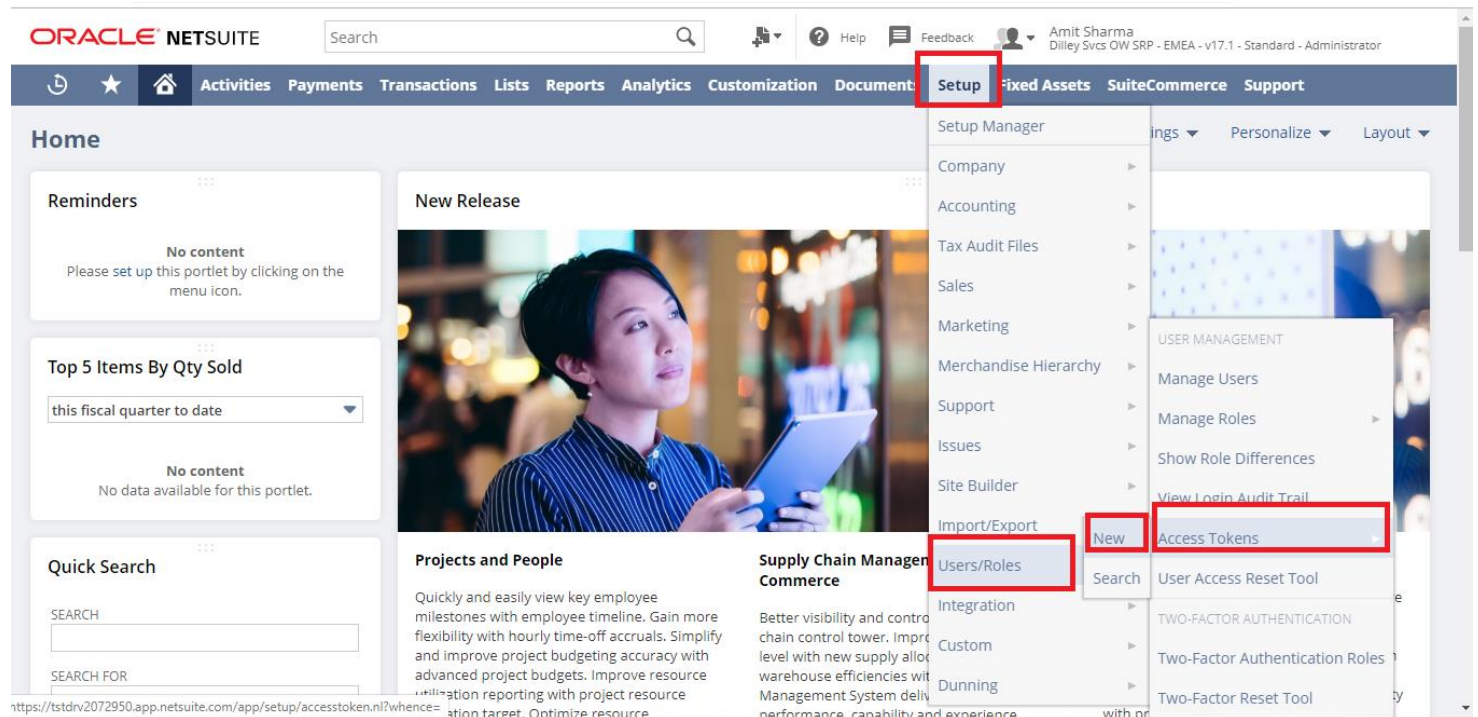 ORACLE NETSUITE
Search
Help
Feedback
Amit Sharma
Dilley Svcs OW SRP - EMEA - v17.1 - Standard - Administrator
Activities Payments Transactions Lists Reports Analytics Customization Document Setup Fixed Assets SuiteCommerce Support
Home
ings Personalize Layout
Reminders
No content
Please set up this portlet by clicking on the
menu icon.
Top 5 Items By Qty Sold
this fiscal quarter to date
No content
No data available for this portlet.
Quick Search
SEARCH
SEARCH FOR
New Release
Projects and People
Quickly and easily view key employee
milestones with employee timeline. Gain more
flexibility with hourly time-off accruals. Simplify
and improve project budgeting accuracy with
advanced project budgets. Improve resource
utilization reporting with project resource
ation target. Optimize resource
Supply Chain Managen
Commerce
Better visibility and contro
chain control tower. Impro
level with new supply alloc
warehouse efficiencies wit
Management System deliv
performance, capability and experience
with pr
Setup Manager
Company
Accounting
Tax Audit Files
Sales
Marketing
Merchandise Hierarchy
Support
Issues
Site Builder
Import/Export
Users/Roles
Integration
Custom
Dunning
New
Search
USER MANAGEMENT
Manage Users
Manage Roles
Show Role Differences
View Login Audit Trail
Access Tokens
User Access Reset Tool
TWO-FACTOR AUTHENTICATION
Two-Factor Authentication Roles
Two-Factor Reset Tool
https://tstdrv2072950.app.netsuite.com/app/setup/accesstoken.nl?whence=